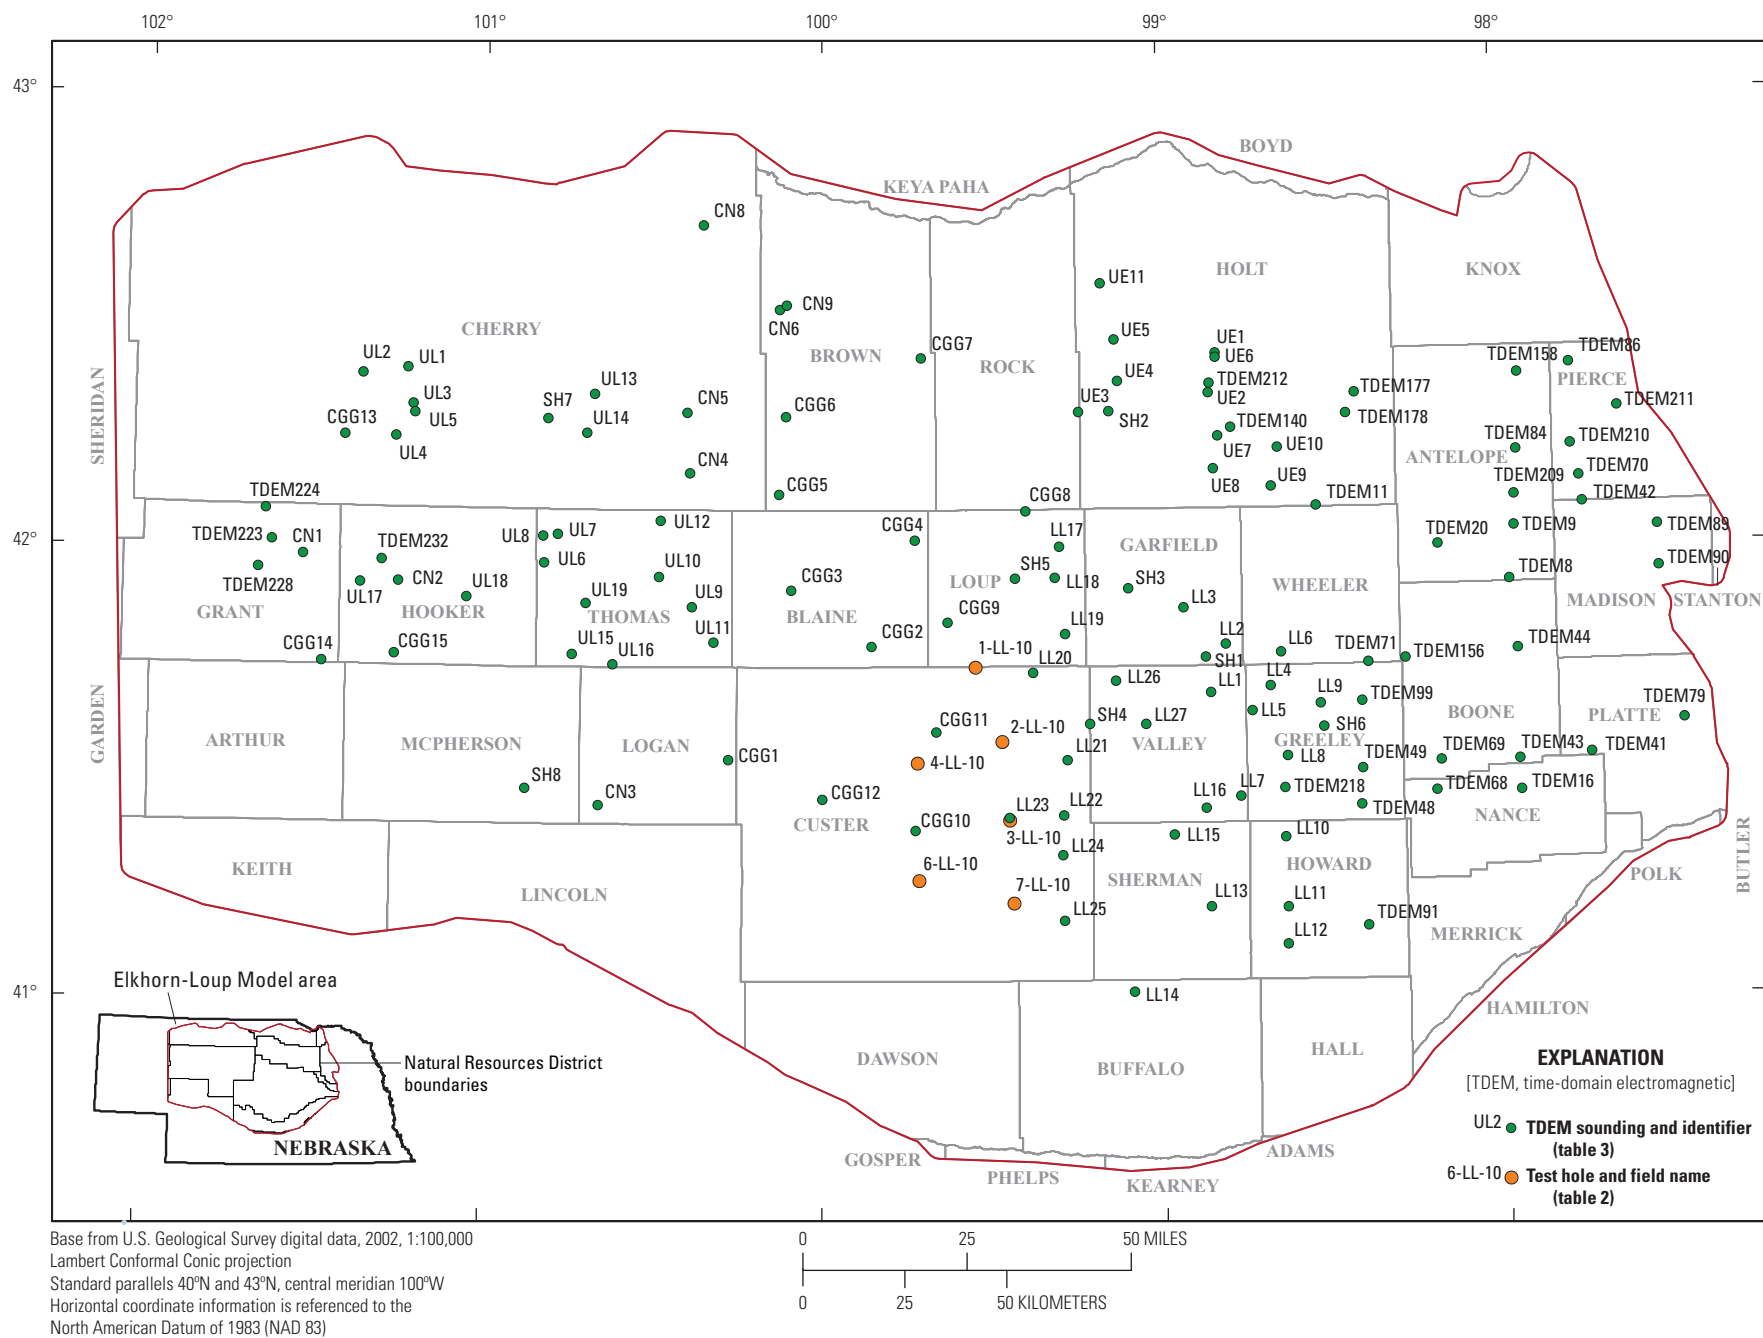 102°
101°
100°
99°
98°
43°
42°
41°
BOYD
KEYA PAHA
CN8
HOLT
KNOX
UE11
CN9
CN6
CHERRY
BROWN
CGG7
ROCK
UE5
UE1
UE6
UL2
UL1
TDEM158
TDEM86
PIERCE
UE4
TDEM212
UE2
TDEM177
UL13
UL3
UL5
SH7
UL14
CN5
CGG6
UE3
SH2
TDEM178
TDEM211
SHERIDAN
CGG13
UL4
TDEM140
UE7
UE10
TDEM84
TDEM210
ANTELOPE
CN4
UE8
UE9
TDEM209
TDEM70
CGG5
TDEM224
CGG8
TDEM11
TDEM42
TDEM223
CN1
UL8
UL7
UL12
CGG4
LL17
GARFIELD
TDEM20
TDEM9
TDEM89
TDEM232
UL6
UL10
TDEM90
TDEM228
UL17
CN2
UL18
UL19
UL9
CGG3
SH5
LOUP
LL18
SH3
WHEELER
TDEM8
GRANT
HOOKER
THOMAS
BLAINE
CGG9
LL3
MADISON
STANTON
UL15
UL11
LL19
LL2
LL6
TDEM71
TDEM44
CGG14
CGG15
UL16
CGG2
1-LL-10
LL20
SH1
TDEM156
LL26
LL1
LL4
LL9
TDEM99
TDEM79
GARDEN
ARTHUR
MCPHERSON
LOGAN
CGG11
2-LL-10
SH4
LL27
VALLEY
LL5
SH6
GREELEY
BOONE
PLATTE
CGG1
4-LL-10
LL21
LL8
TDEM49
TDEM69
TDEM43
TDEM41
SH8
CN3
CGG12
LL16
LL7
TDEM218
TDEM68
TDEM16
CUSTER
CGG10
LL23
LL22
TDEM48
NANCE
3-LL-10
LL15
LL10
KEITH
LINCOLN
6-LL-10
LL24
SHERMAN
HOWARD
POLK
BUTLER
7-LL-10
LL25
LL13
LL11
TDEM91
LL12
MERRICK
LL14
HAMILTON
DAWSON
BUFFALO
HALL
GOSPER
PHELPS
KEARNEY
ADAMS
Elkhorn-Loup Model area
Natural Resources District
boundaries
NEBRASKA
EXPLANATION
[TDEM, time-domain electromagnetic]
UL2 TDEM sounding and identifier
(table 3)
6-LL-10 Test hole and field name
(table 2)
Base from U.S. Geological Survey digital data, 2002, 1:100,000
Lambert Conformal Conic projection
Standard parallels 40°N and 43°N, central meridian 100°W
Horizontal coordinate information is referenced to the
North American Datum of 1983 (NAD 83)
0 25 50 MILES
0 25 50 KILOMETERS